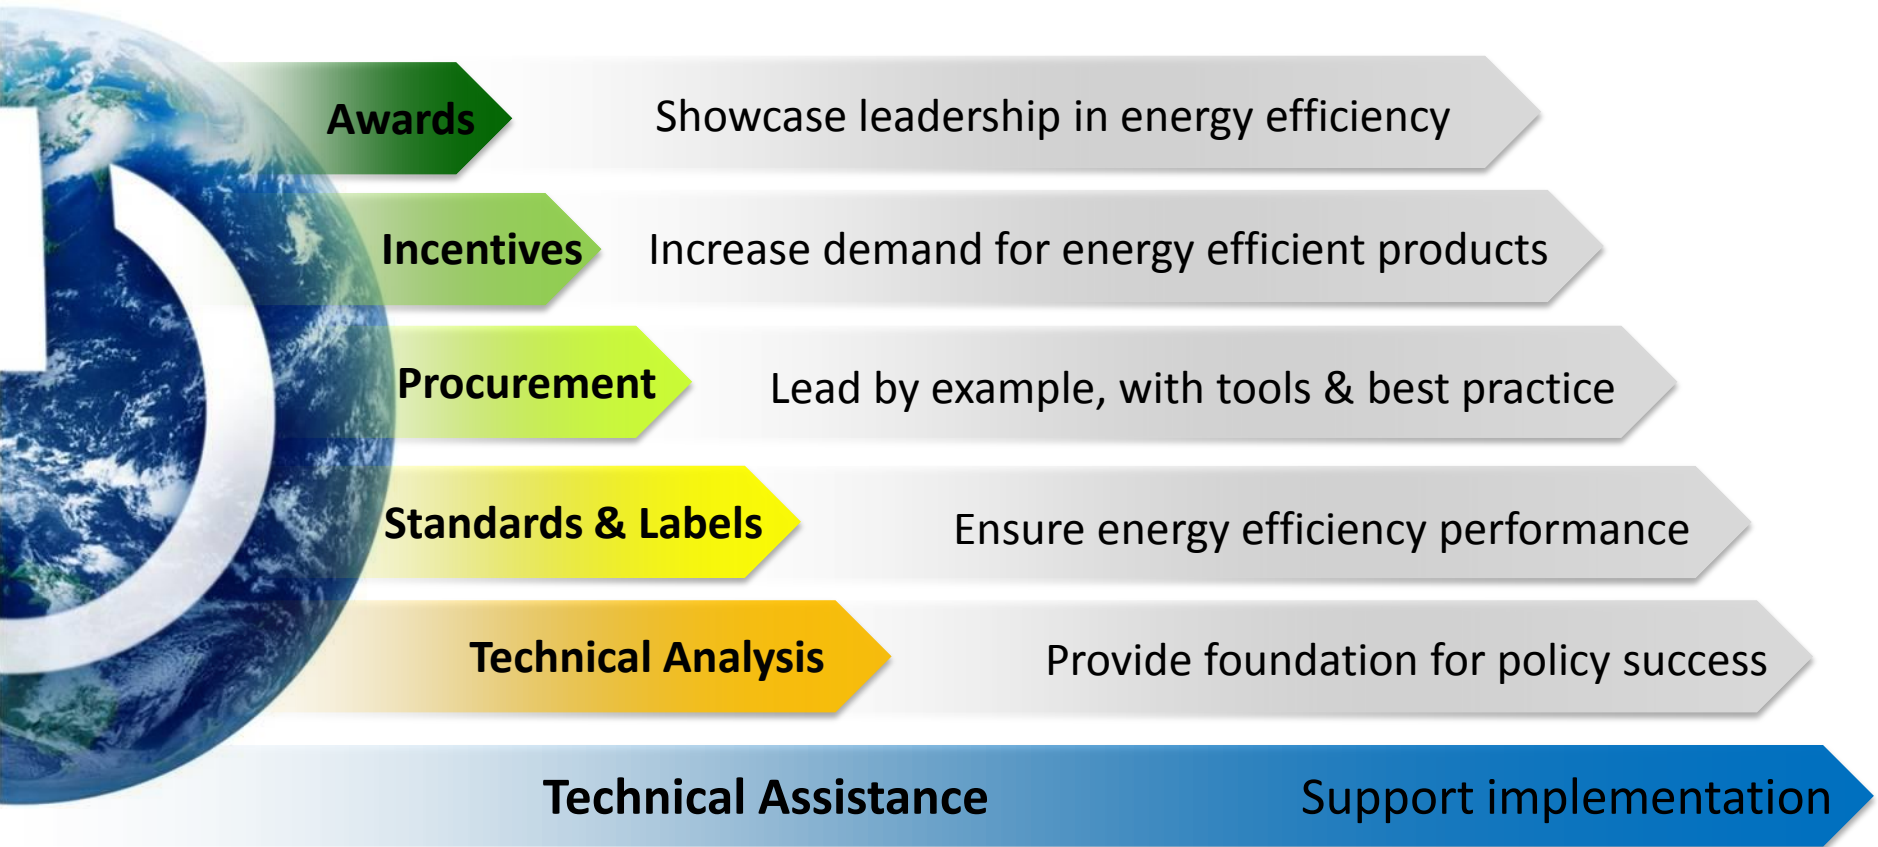 Awards
Showcase leadership in energy efficiency
Incentives
Increase demand for energy efficient products
Procurement
Lead by example, with tools & best practice
Standards & Labels
Ensure energy efficiency performance
Technical Analysis
Provide foundation for policy success
Technical Assistance
Support implementation